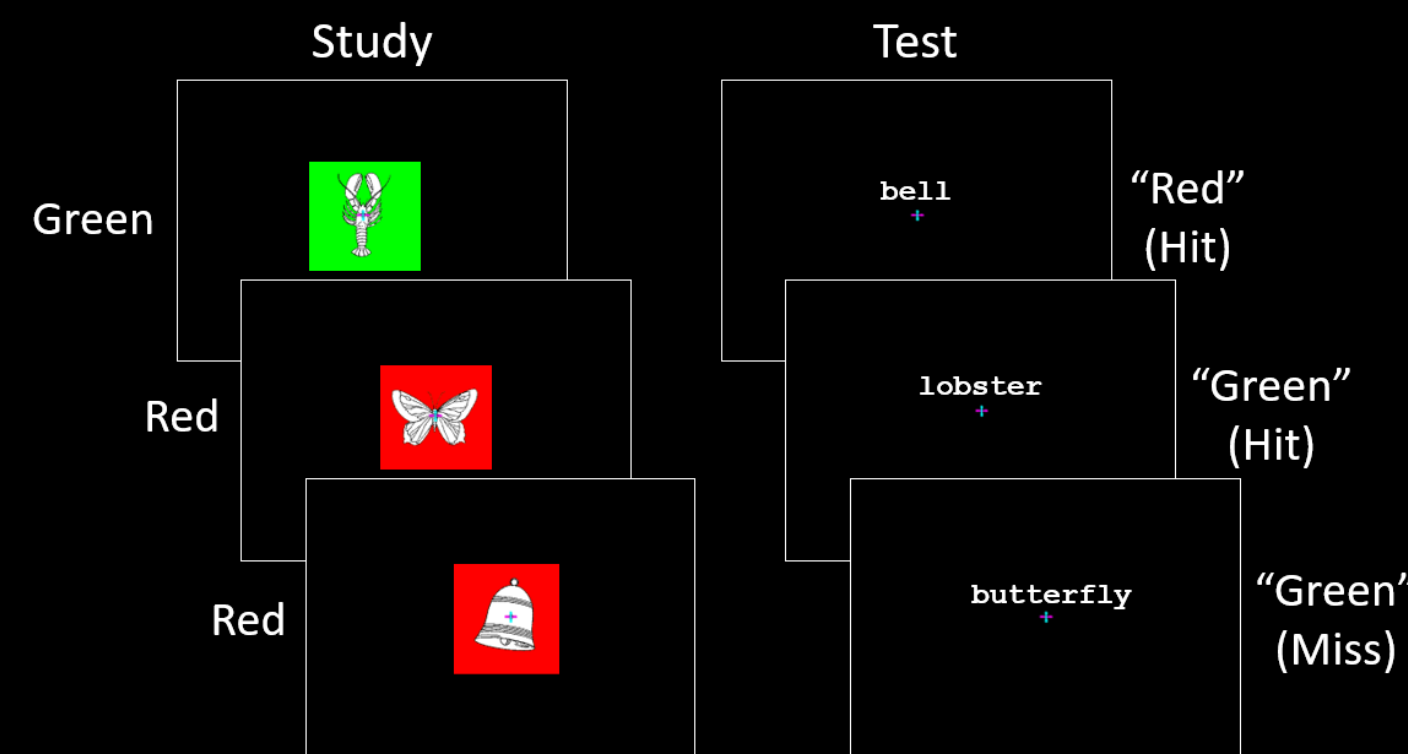 Study
Green
Red
Red
Test
bell
“Red”
(Hit)
lobster
“Green”
(Hit)
butterfly
“Green”
(Miss)